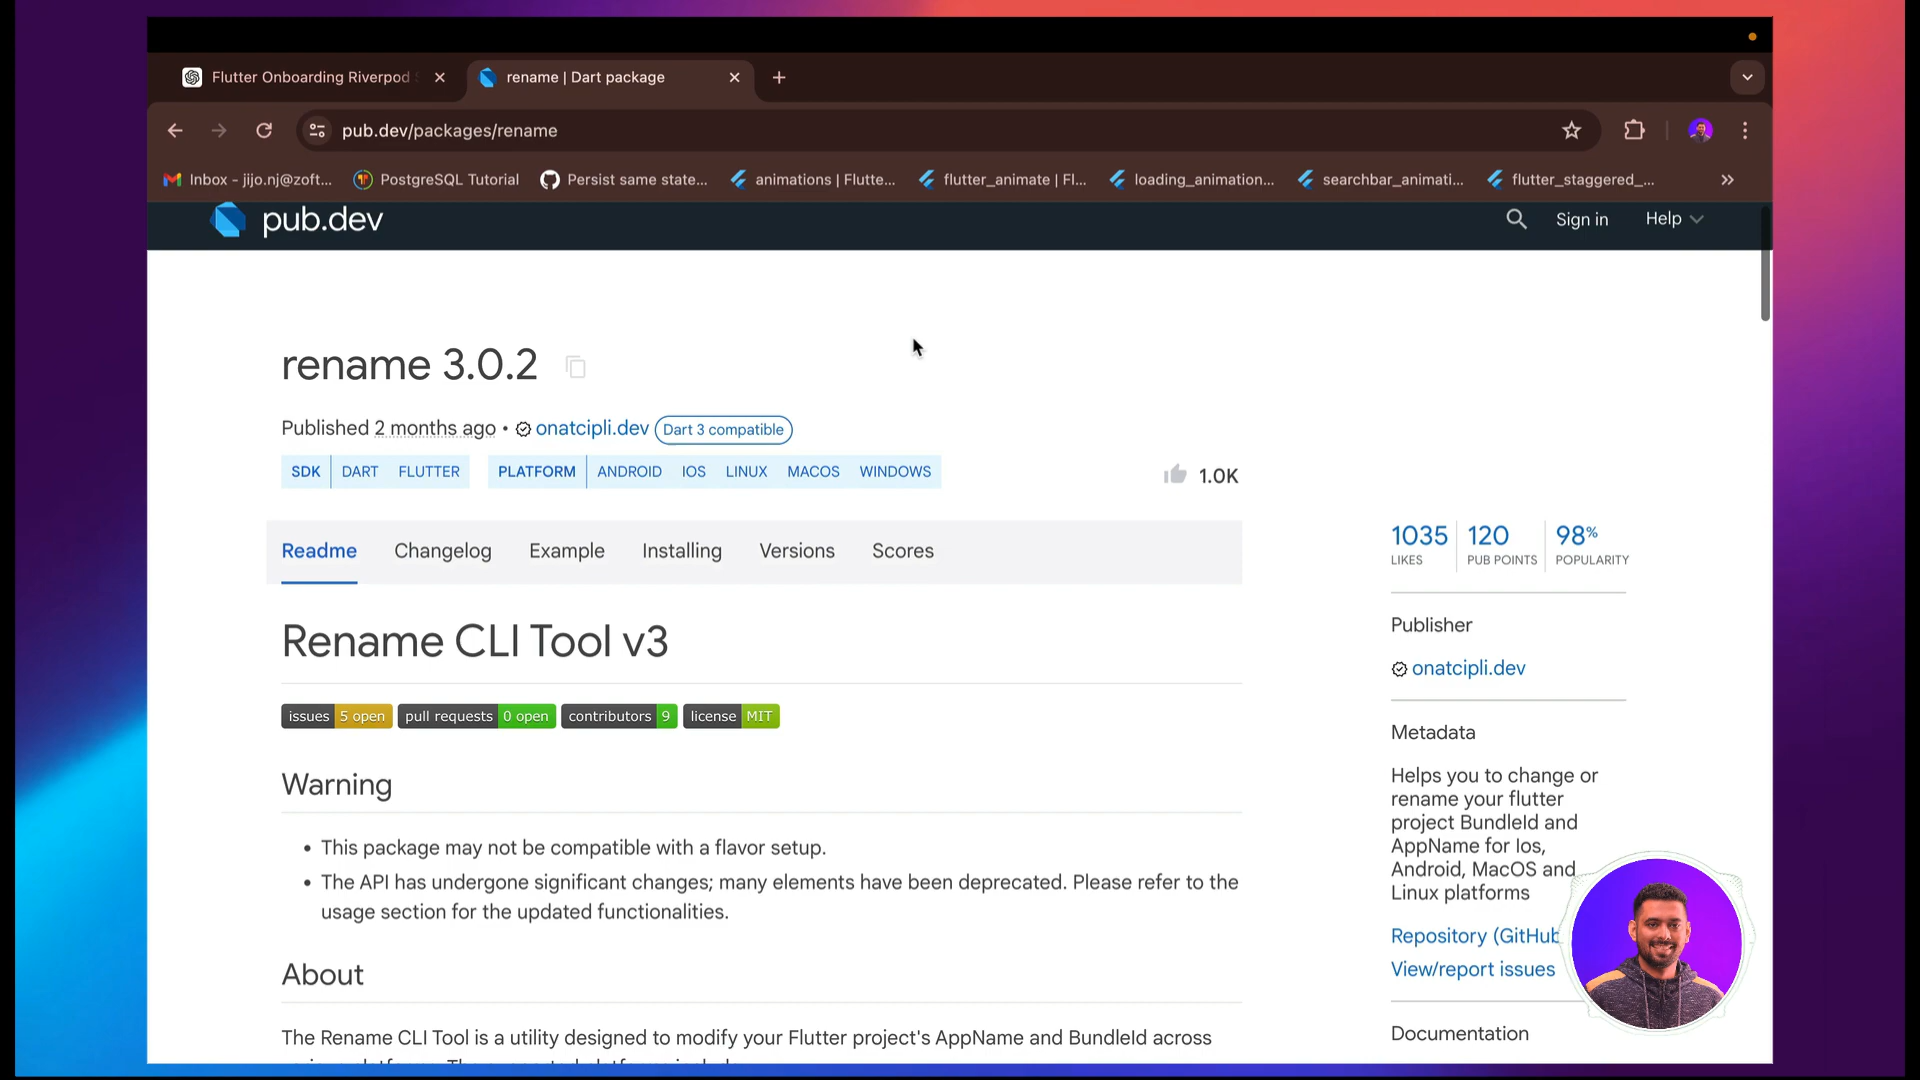 Flutter Onboarding Riverpod
rename | Dart package
pub.dev/packages/rename
Inbox - jijo.nj@zoft...
PostgreSQL Tutorial
Persist same state...
animations | Flutte...
flutter_animate | Fl...
loading_animation...
searchbar_animati...
flutter_staggered_...
pub.dev
Sign in
Help
rename 3.0.2
Published 2 months ago • onatcipli.dev Dart 3 compatible
SDK DART FLUTTER PLATFORM ANDROID IOS LINUX MACOS WINDOWS
1.0K
Readme Changelog Example Installing Versions Scores
Rename CLI Tool v3
issues 5 open pull requests 0 open contributors 9 license MIT
Warning
• This package may not be compatible with a flavor setup.
• The API has undergone significant changes; many elements have been deprecated. Please refer to the
usage section for the updated functionalities.
About
The Rename CLI Tool is a utility designed to modify your Flutter project's AppName and BundleId across
1035 120 98%
LIKES PUB POINTS POPULARITY
Publisher
onatcipli.dev
Metadata
Helps you to change or
rename your flutter
project BundleId and
AppName for Ios,
Android, MacOS and
Linux platforms
Repository (GitHub
View/report issues
Documentation